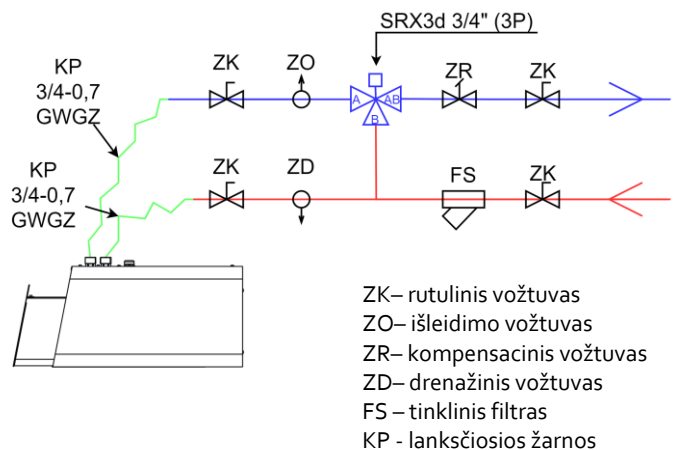 SRX3d 3/4" (3P)
KP
3/4-0,7
GWGZ
ZK
ZO
ZR
ZK
A
AB
B
KP
3/4-0,7
GWGZ
ZK
ZD
FS
ZK
ZK– rutulinis vožtuvas
ZO– išleidimo vožtuvas
ZR– kompensacinis vožtuvas
ZD– drenažinis vožtuvas
FS – tinklinis filtras
KP - lanksčiosios žarnos